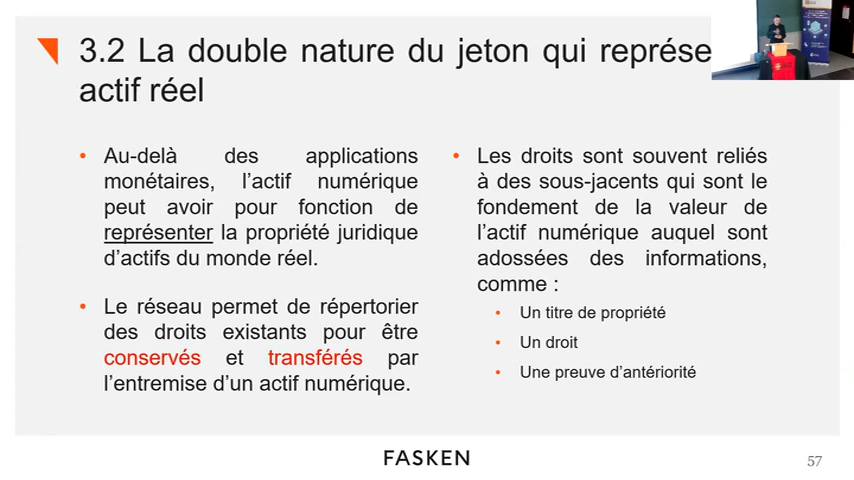 3.2 La double nature du jeton qui représe
actif réel
Au-delà des applications
monétaires, l'actif numérique
peut avoir pour fonction de
représenter la propriété juridique
d'actifs du monde réel.
Le réseau permet de répertorier
des droits existants pour être
conservés et transférés par
l'entremise d'un actif numérique.
Les droits sont souvent reliés
à des sous-jacents qui sont le
fondement de la valeur de
l'actif numérique auquel sont
adossées des informations,
comme :
Un titre de propriété
Un droit
Une preuve d'antériorité
FASKEN
57